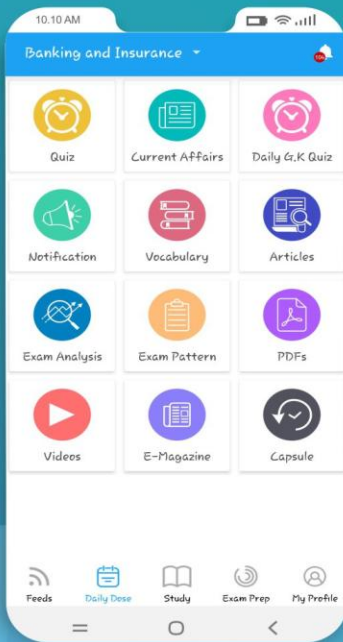 10.10 AM
Banking and Insurance
Quiz
Current Affairs
Daily G.K Quiz
Notification
Vocabulary
Articles
Exam Analysis
Exam Pattern
PDFs
Videos
E-Magazine
Capsule
Feeds
Daily Dose
Study
Exam Prep
My Profile